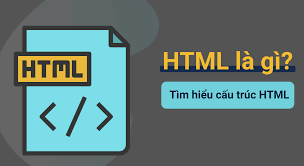 HTML
</>
HTML là gì?
Tìm hiểu cấu trúc HTML